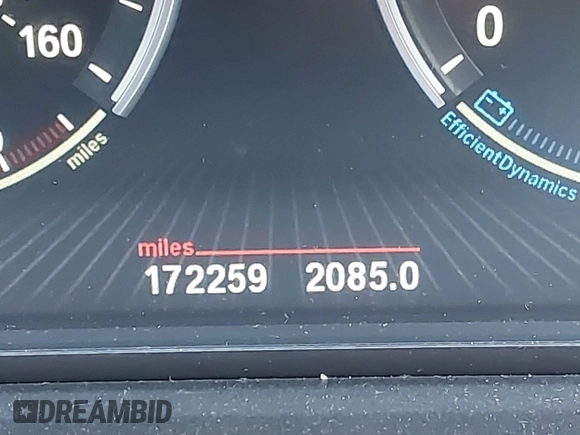 160
0
miles
EfficientDynamics
miles
172259 2085.0
DREAMBID